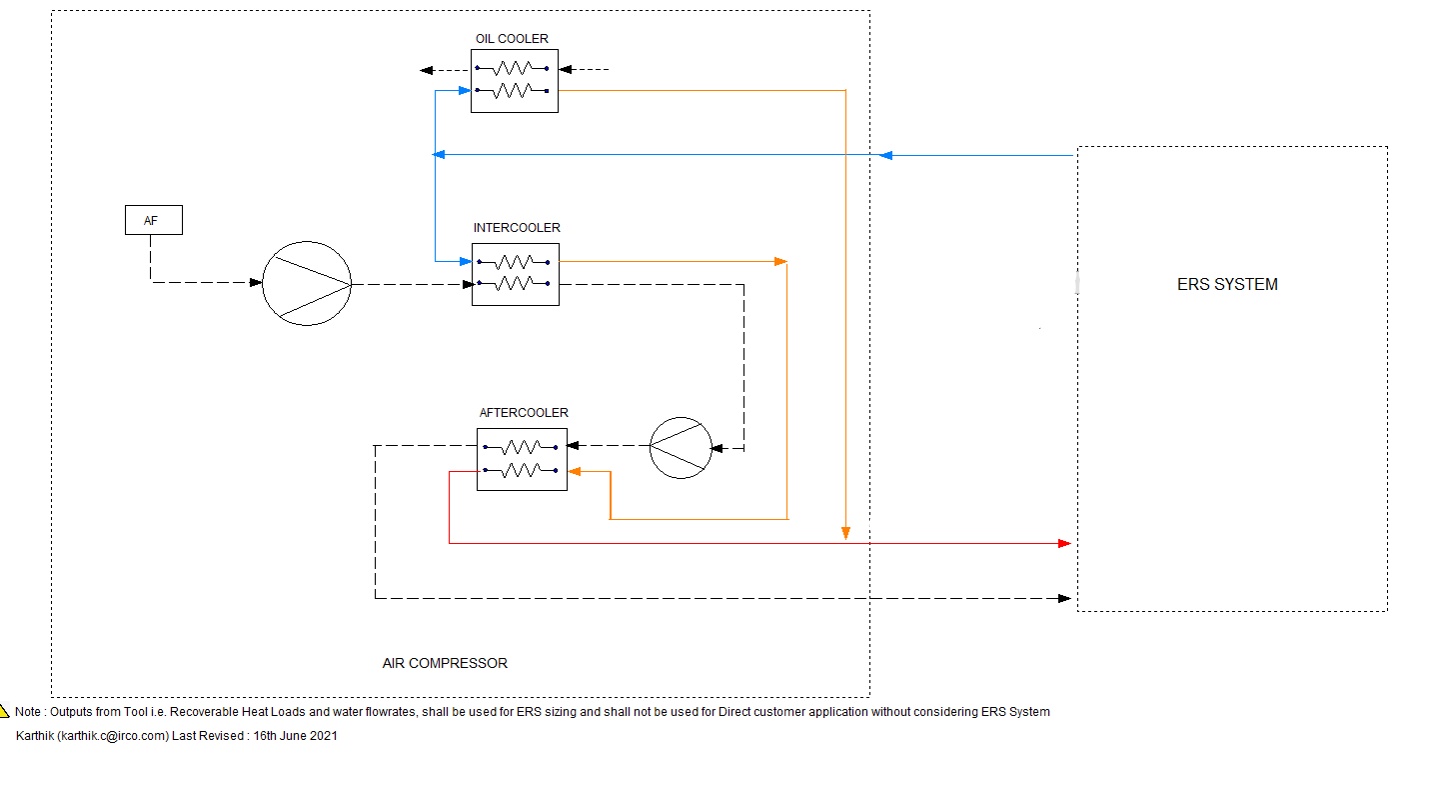 OIL COOLER
AF
INTERCOOLER
ERS SYSTEM
AFTERCOOLER
AIR COMPRESSOR
Note : Outputs from Tool i.e. Recoverable Heat Loads and water flowrates, shall be used for ERS sizing and shall not be used for Direct customer application without considering ERS System
Karthik (karthik.c@irco.com) Last Revised : 16th June 2021